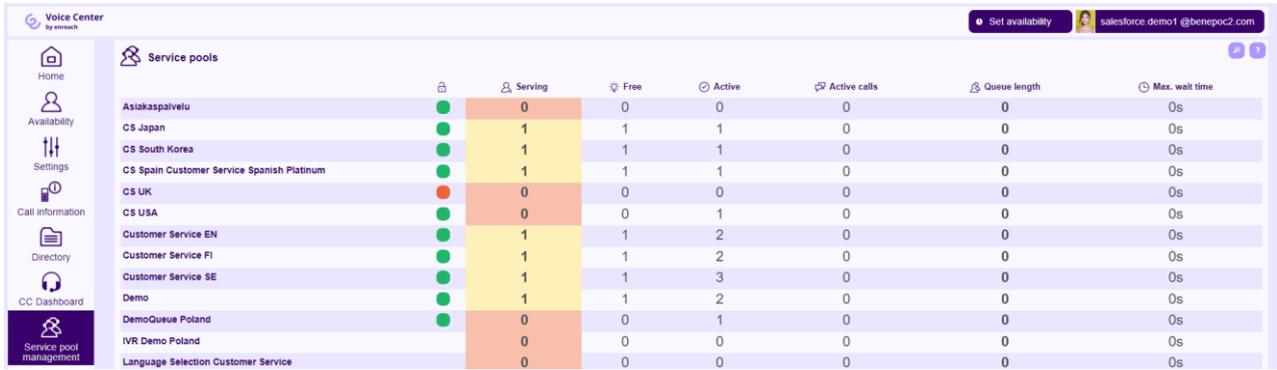 Voice Center
by enreach
Set availability
salesforce.demo1 @benepoc2.com
Home
Availability
Settings
Call information
Directory
CC Dashboard
Service pool
management
Service pools
?
Serving Free Active Active calls Queue length Max. wait time
Asiakaspalvelu 0 0 0 0 0 0s
CS Japan 1 1 1 0 0 0s
CS South Korea 1 1 1 0 0 0s
CS Spain Customer Service Spanish Platinum 1 1 1 0 0 0s
CS UK 0 0 0 0 0 0s
CS USA 0 0 1 0 0 0s
Customer Service EN 1 1 2 0 0 0s
Customer Service FI 1 1 2 0 0 0s
Customer Service SE 1 1 3 0 0 0s
Demo 1 1 2 0 0 0s
DemoQueue Poland 0 0 1 0 0 0s
IVR Demo Poland 0 0 0 0 0 0s
Language Selection Customer Service 0 0 0 0 0 0s